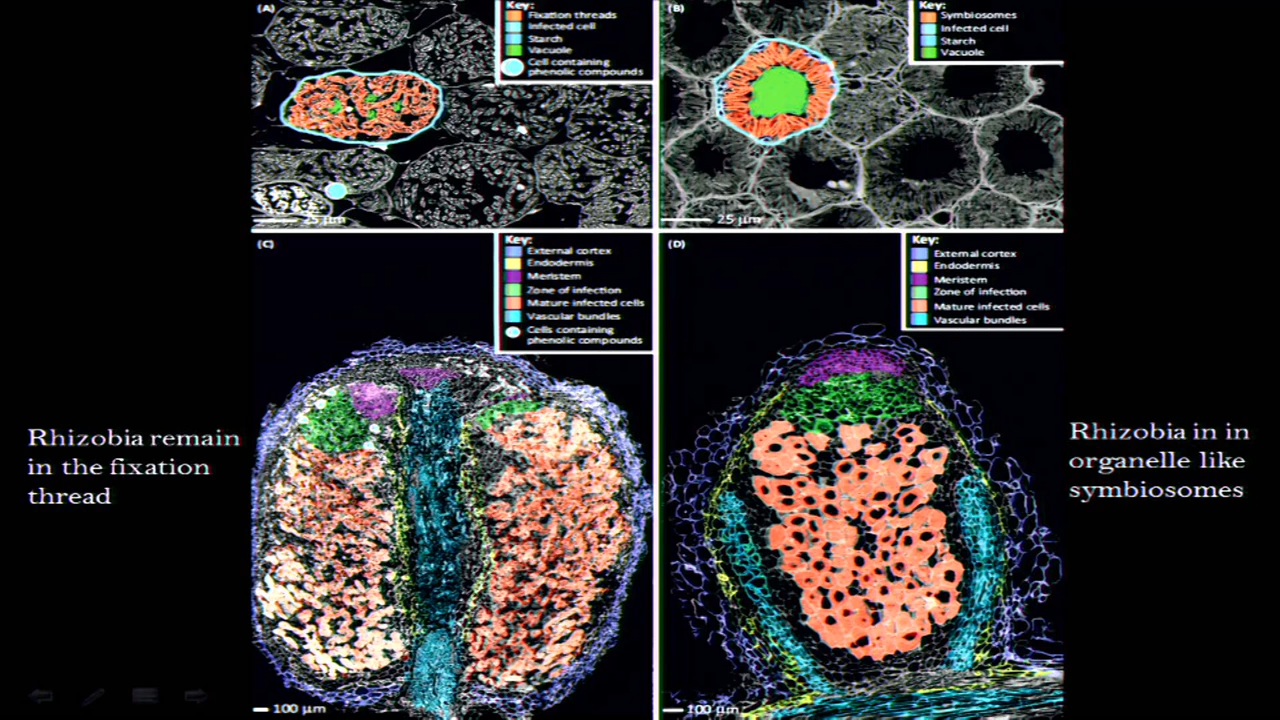 (A)
Key:
Fixation threads
Infected cell
Starch
Vacuole
Cell containing
phenolic compounds
25 µm
(B)
Key:
Symbiosomes
Infected cell
Starch
Vacuole
25 µm
(C)
Key:
External cortex
Endodermis
Meristem
Zone of infection
Mature infected cells
Vascular bundles
Cells containing
phenolic compounds
100 µm
(D)
Key:
External cortex
Endodermis
Meristem
Zone of infection
Mature infected cells
Vascular bundles
100 µm
Rhizobia remain
in the fixation
thread
Rhizobia in in
organelle like
symbiosomes